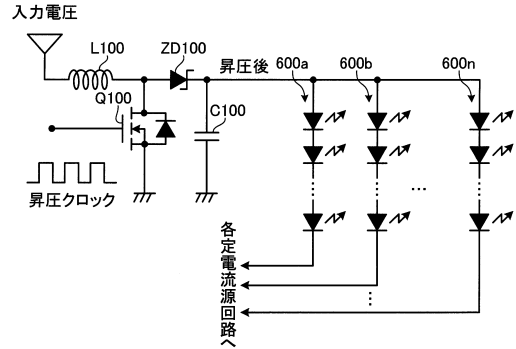 入力電圧
L100
ZD100
昇圧後
600a
600b
600n
Q100
C100
昇圧クロック
各定電流源回路へ